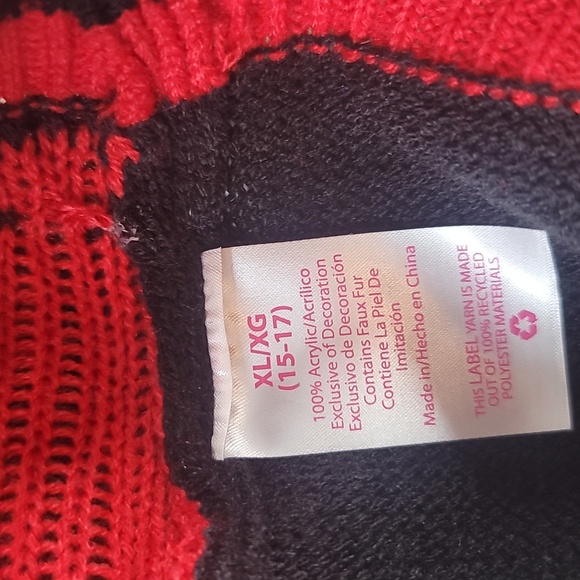 XL/XG
(15-17)
100% Acrylic/Acrílico
Exclusive of Decoration
Exclusivo de Decoración
Contains Faux Fur
Contiene La Piel De
Imitación
Made In/Hecho en China
THIS LABEL YARN IS MADE
OUT OF 100% RECYCLED
POLYESTER MATERIALS